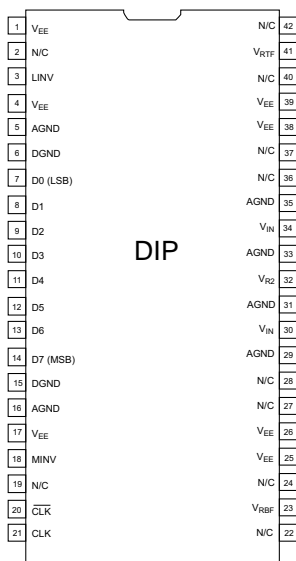 1 VEE N/C 42
2 N/C VRTF 41
3 LINV N/C 40
4 VEE VEE 39
5 AGND VEE 38
6 DGND N/C 37
7 D0 (LSB) N/C 36
8 D1 AGND 35
9 D2 VIN 34
10 D3 AGND 33
DIP
11 D4 VR2 32
12 D5 AGND 31
13 D6 VIN 30
14 D7 (MSB) AGND 29
15 DGND N/C 28
16 AGND N/C 27
17 VEE VEE 26
18 MINV VEE 25
19 N/C N/C 24
20 C̅L̅K̅ VRBF 23
21 CLK N/C 22